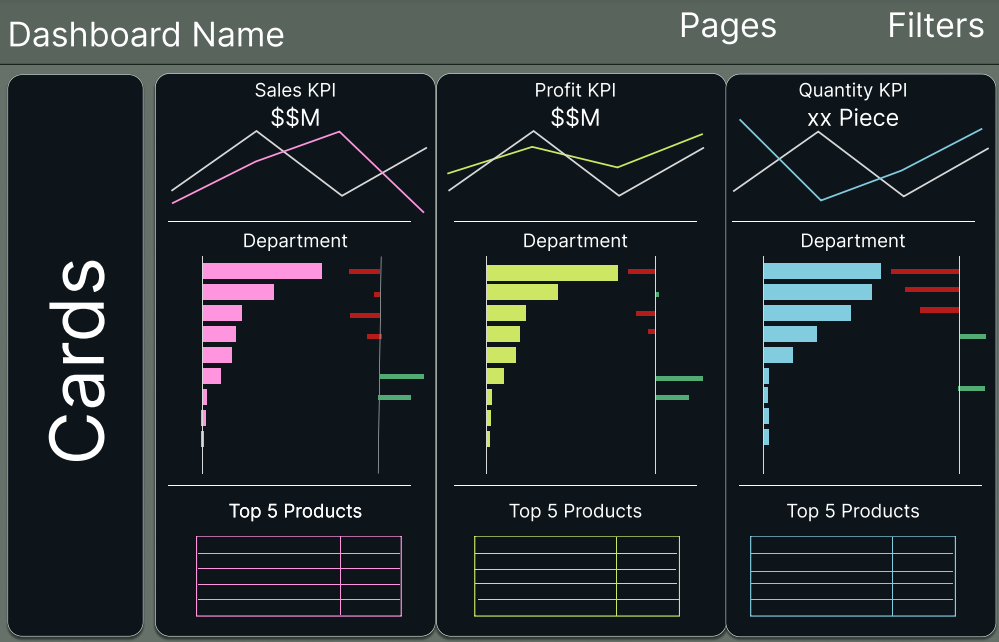 Dashboard Name
Pages
Filters
Cards
Sales KPI
$$M
Department
Top 5 Products
Profit KPI
$$M
Department
Top 5 Products
Quantity KPI
xx Piece
Department
Top 5 Products